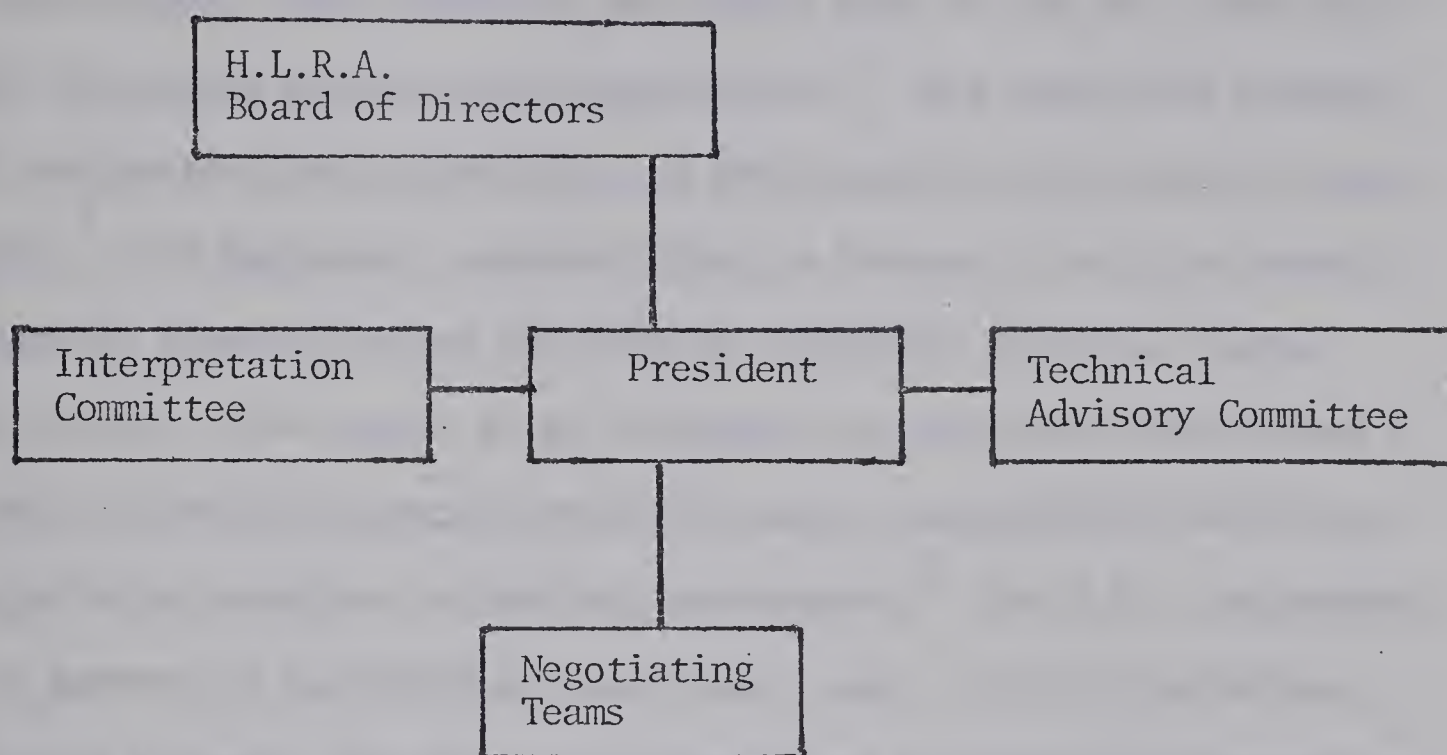 H.L.R.A.
Board of Directors
Interpretation
Committee
President
Technical
Advisory Committee
Negotiating
Teams